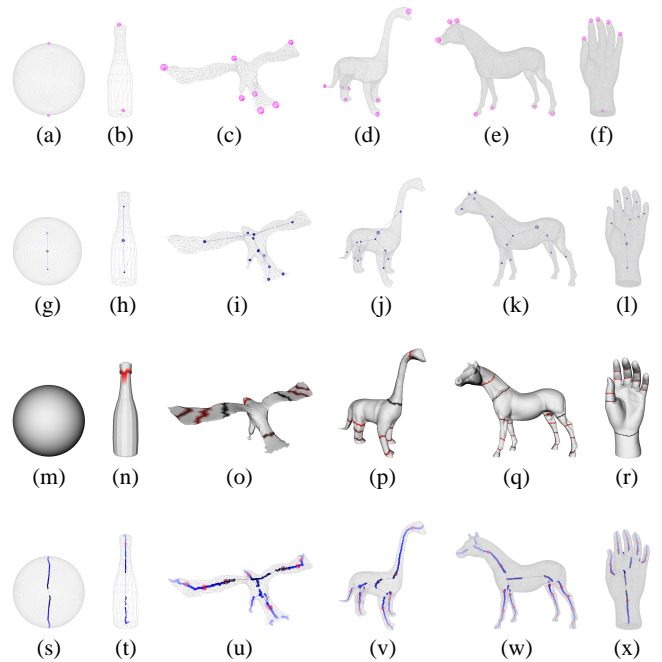 (a) (b) (c) (d) (e) (f)
(g) (h) (i) (j) (k) (l)
(m) (n) (o) (p) (q) (r)
(s) (t) (u) (v) (w) (x)